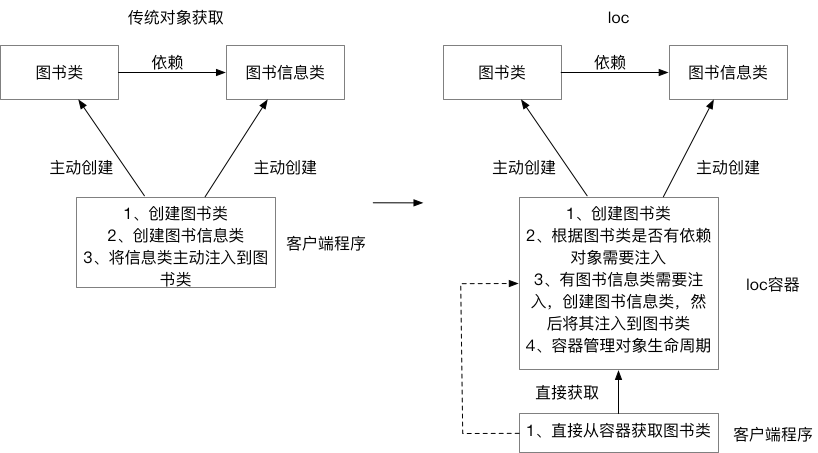 传统对象获取
图书类
依赖
图书信息类
主动创建
主动创建
1、创建图书类
2、创建图书信息类
3、将信息类主动注入到图
书类
客户端程序
loc
图书类
依赖
图书信息类
主动创建
主动创建
1、创建图书类
2、根据图书类是否有依赖
对象需要注入
3、有图书信息类需要注
入，创建图书信息类，然
后将其注入到图书类
4、容器管理对象生命周期
loc容器
直接获取
1、直接从容器获取图书类
客户端程序